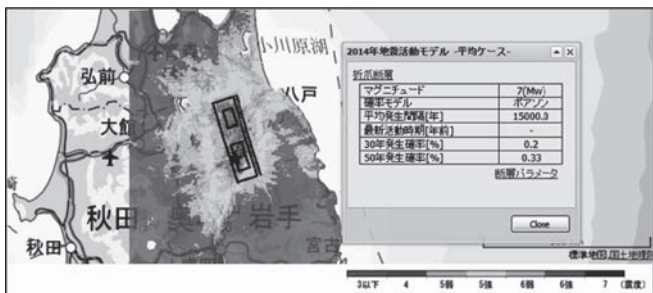 弘前
小川原湖
森
八戸
大館
秋田
岩手
秋田
宮古
2014年地震活動モデル -平均ケース-
折爪断層
マグニチュード 7(Mw)
確率モデル ポアソン
平均発生間隔[年] 15000.0
最新活動時期[年前] -
30年発生確率[%] 0.2
50年発生確率[%] 0.33
断層パラメータ
Close
標準地図,国土地理院
3以下 4 5弱 5強 6弱 6強 7 (震度)